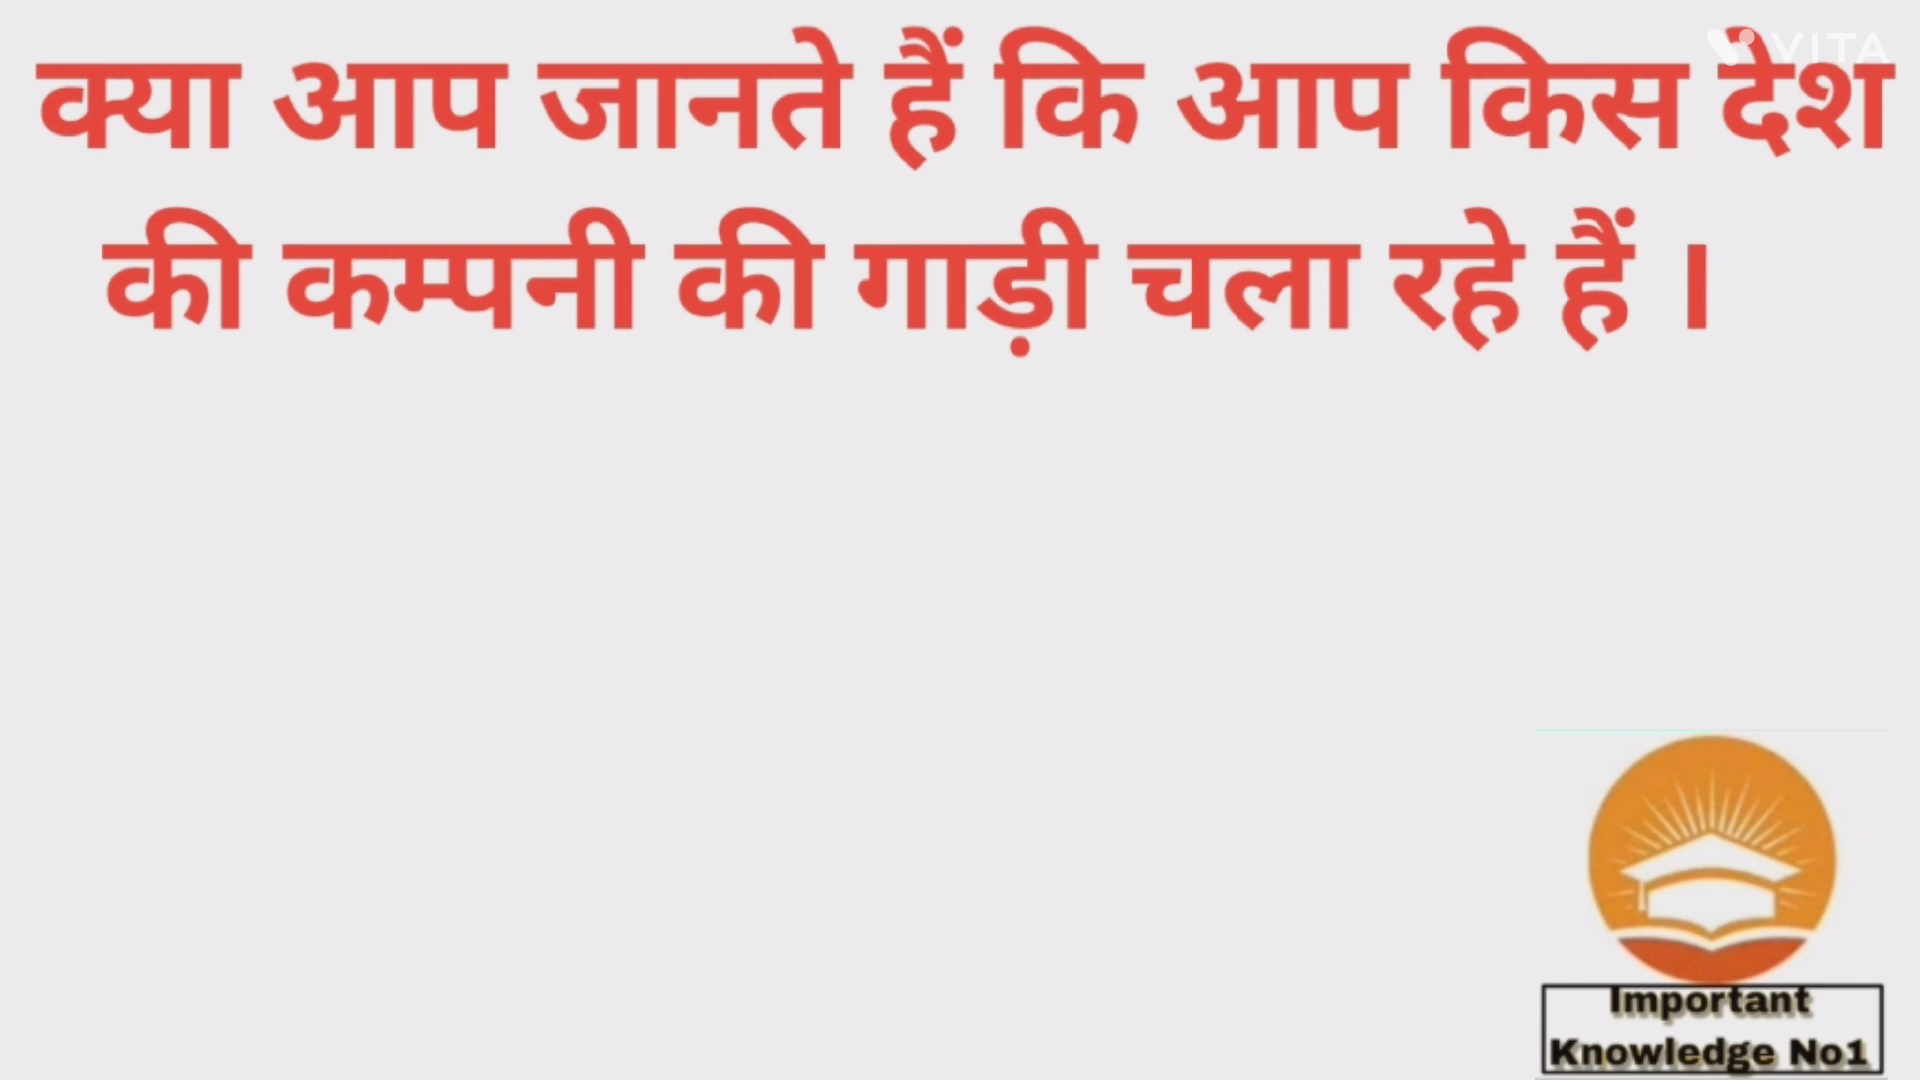 VITA
क्या आप जानते हैं कि आप किस देश
की कम्पनी की गाड़ी चला रहे हैं ।
Important
Knowledge No1